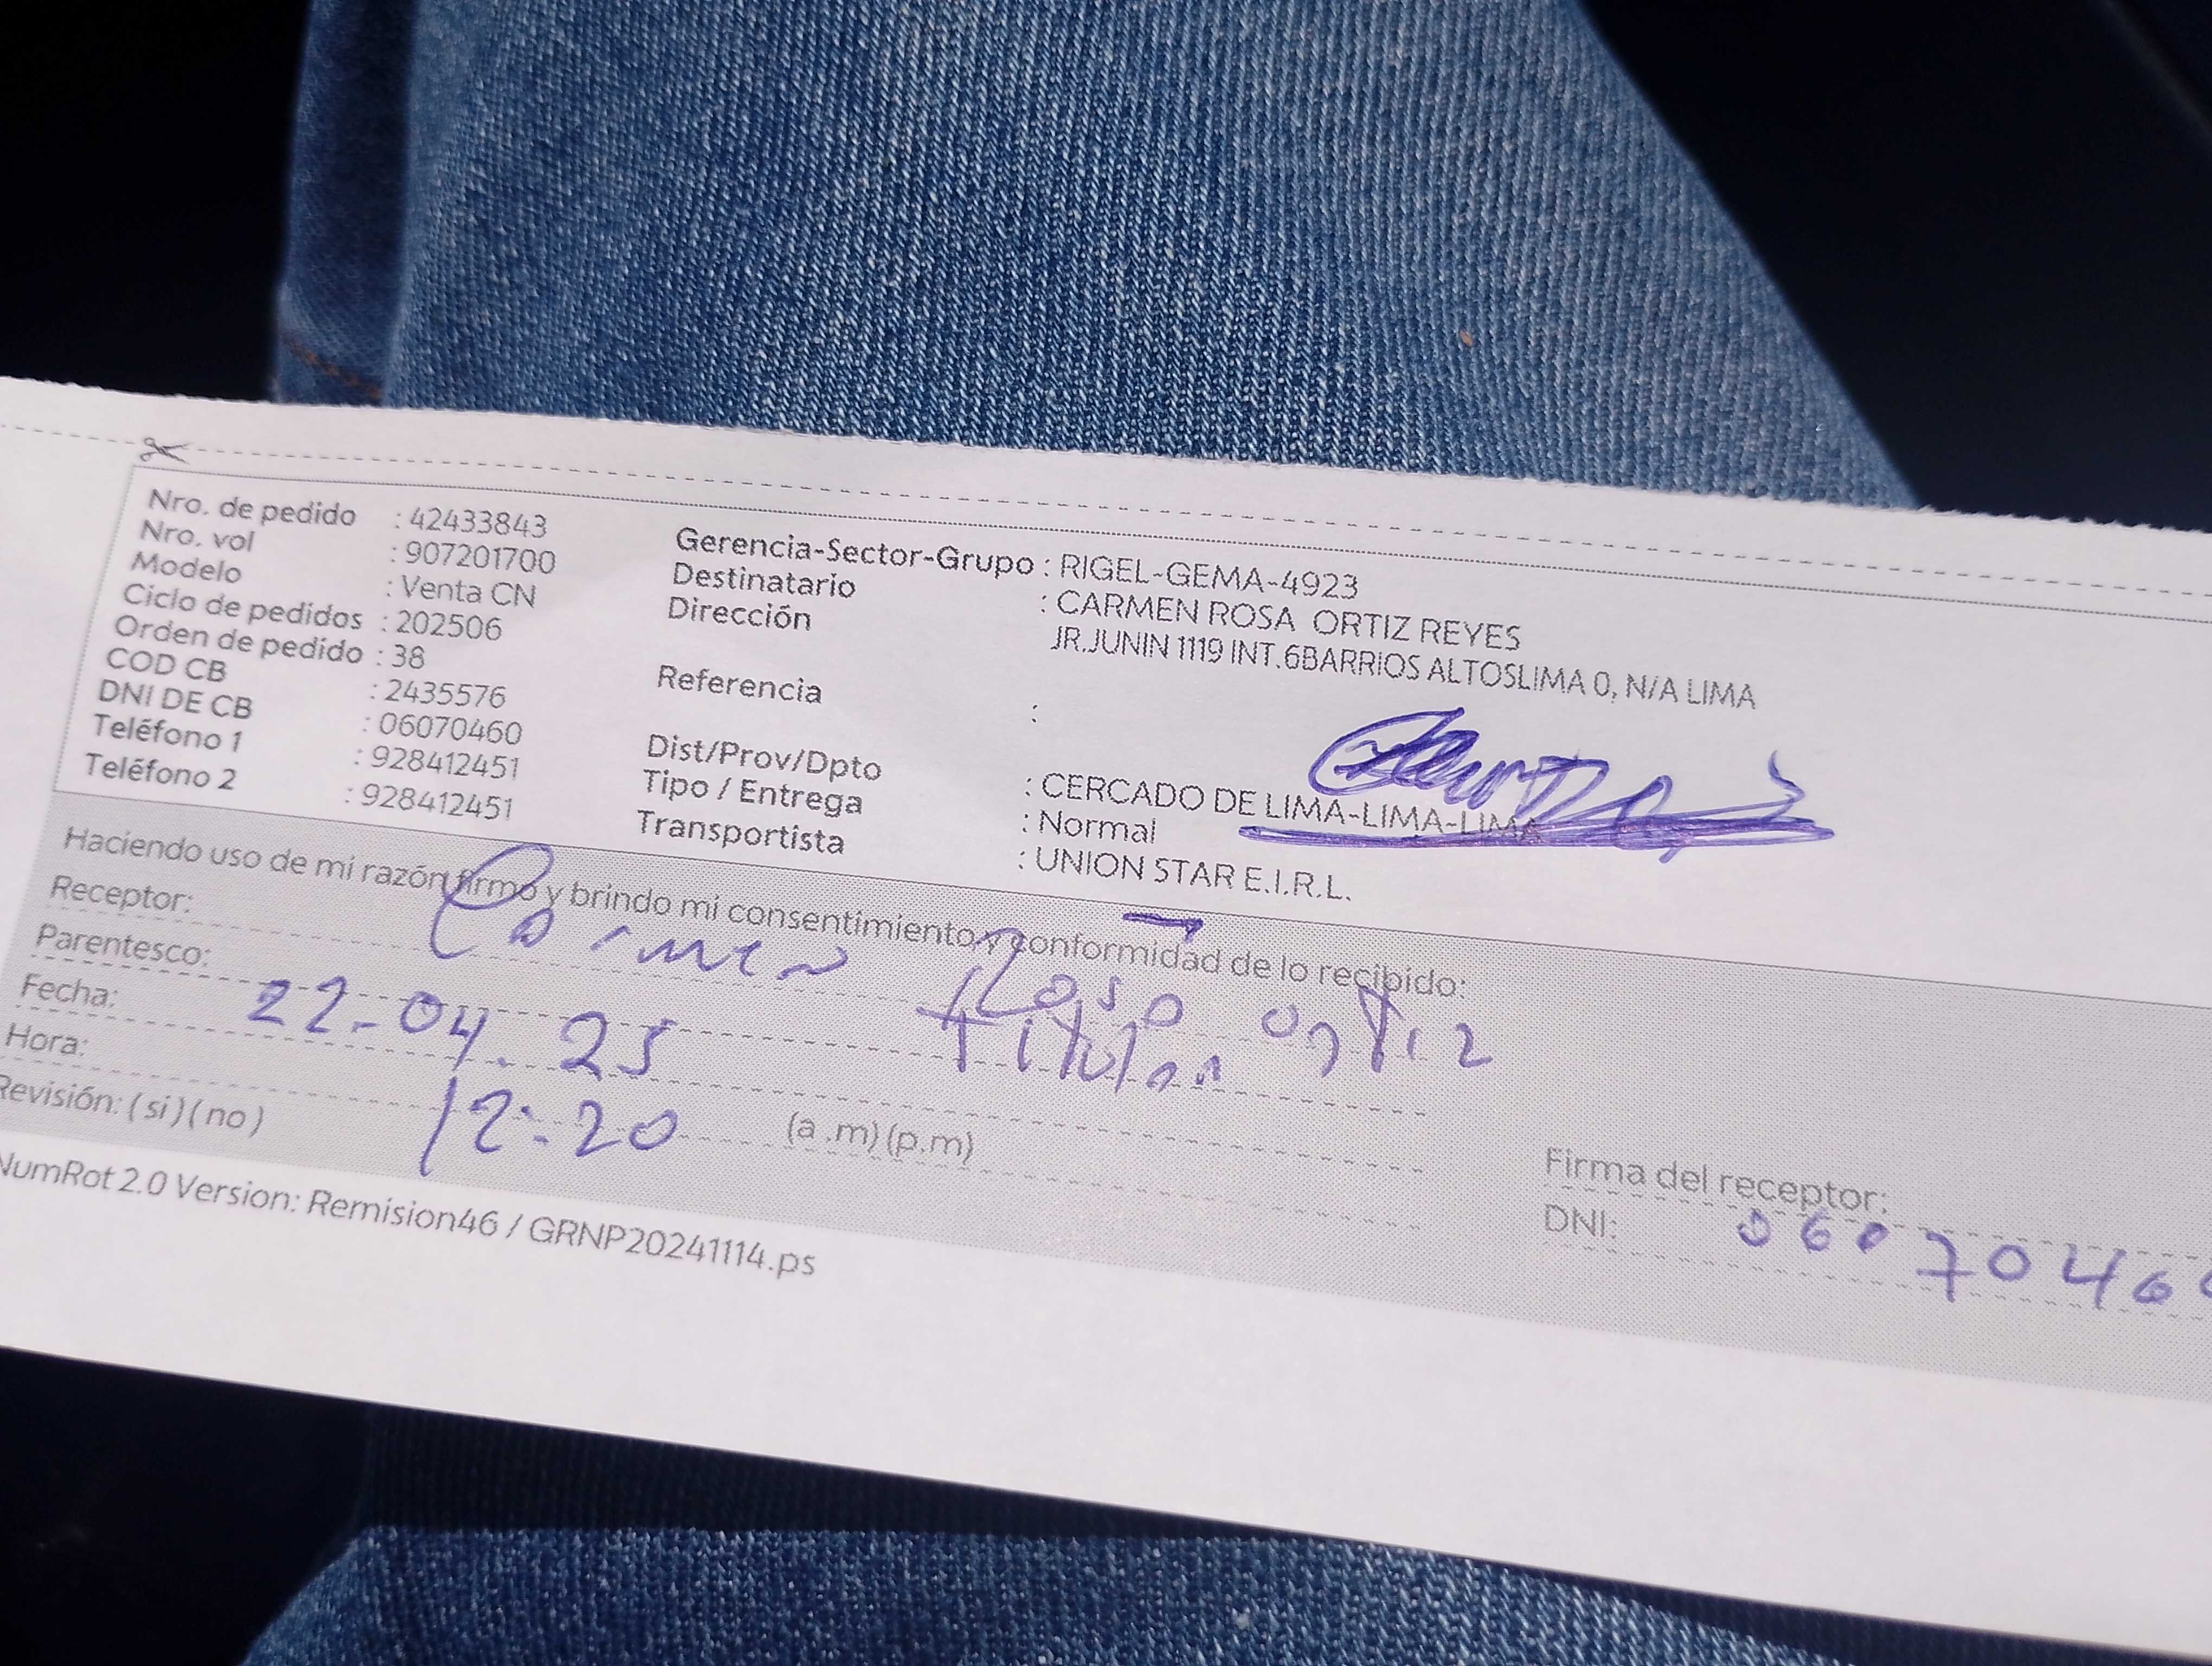 Nro. de pedido : 42433843
Nro. vol : 907201700
Modelo : Venta CN
Ciclo de pedidos : 202506
Orden de pedido : 38
COD CB : 2435576
DNI DE CB : 06070460
Teléfono 1 : 928412451
Teléfono 2 : 928412451
Gerencia-Sector-Grupo : RIGEL-GEMA-4923
Destinatario : CARMEN ROSA ORTIZ REYES
Dirección JR.JUNIN 1119 INT.6BARRIOS ALTOSLIMA 0, N/A LIMA
Referencia :
Dist/Prov/Dpto : CERCADO DE LIMA-LIMA-LIMA
Tipo / Entrega : Normal
Transportista : UNION STAR E.I.R.L.
Haciendo uso de mi razón firmo y brindo mi consentimiento y conformidad de lo recibido:
Receptor: Carmen Rosa Ortiz
Parentesco: titular
Fecha: 22-04.25
Hora: 12:20 (a .m) (p.m)
Revisión: ( si ) ( no )
Firma del receptor:
DNI: 0607046
NumRot 2.0 Version: Remision46 / GRNP20241114.ps